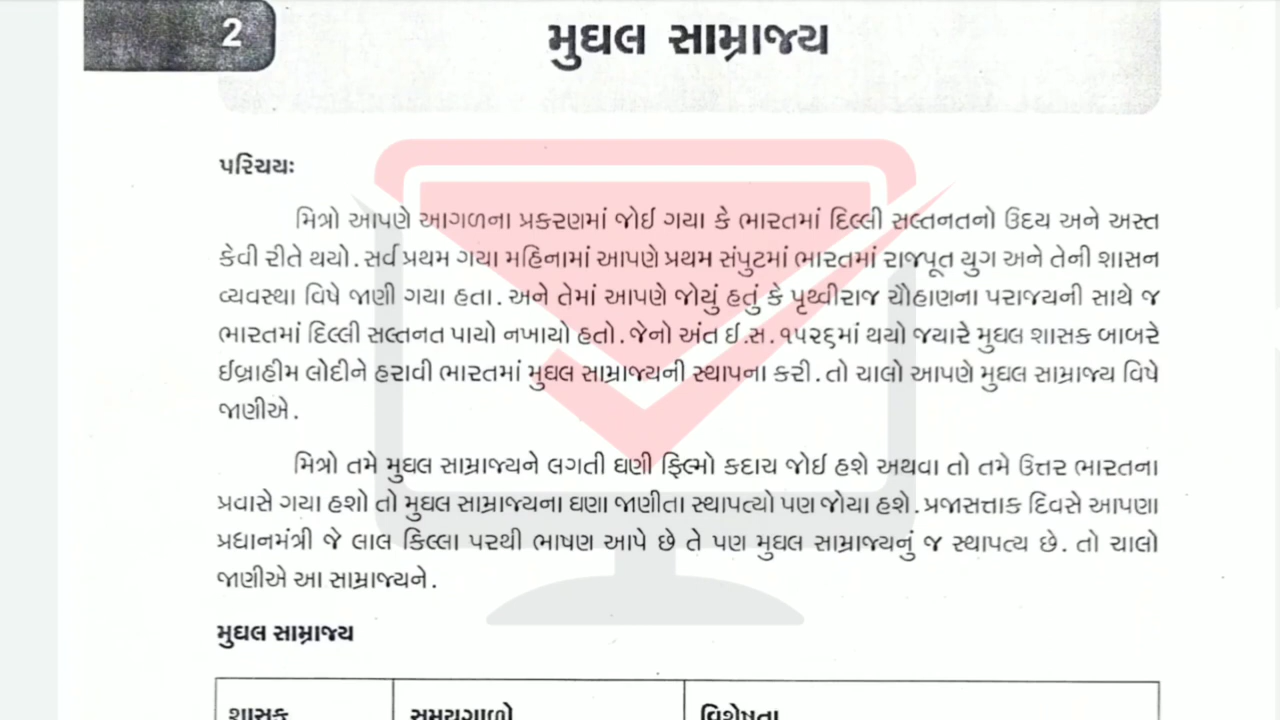 2
મુઘલ સામ્રાજ્ય
પરિચયઃ
મિત્રો આપણે આગળના પ્રકરણમાં જોઈ ગયા કે ભારતમાં દિલ્લી સલ્તનતનો ઉદય અને અસ્ત
કેવી રીતે થયો. સર્વ પ્રથમ ગયા મહિનામાં આપણે પ્રથમ સંપુટમાં ભારતમાં રાજપૂત યુગ અને તેની શાસન
વ્યવસ્થા વિષે જાણી ગયા હતા. અને તેમાં આપણે જોયું હતું કે પૃથ્વીરાજ ચૌહાણના પરાજયની સાથે જ
ભારતમાં દિલ્લી સલ્તનત પાયો નખાયો હતો. જેનો અંત ઈ.સ. ૧૫૨૬માં થયો જયારે મુઘલ શાસક બાબરે
ઈબ્રાહીમ લોદીને હરાવી ભારતમાં મુઘલ સામ્રાજ્યની સ્થાપના કરી. તો ચાલો આપણે મુઘલ સામ્રાજ્ય વિષે
જાણીએ.
મિત્રો તમે મુઘલ સામ્રાજ્યને લગતી ઘણી ફિલ્મો કદાચ જોઈ હશે અથવા તો તમે ઉત્તર ભારતના
પ્રવાસે ગયા હશો તો મુઘલ સામ્રાજ્યના ઘણા જાણીતા સ્થાપત્યો પણ જોયા હશે. પ્રજાસત્તાક દિવસે આપણા
પ્રધાનમંત્રી જે લાલ કિલ્લા પરથી ભાષણ આપે છે તે પણ મુઘલ સામ્રાજ્યનું જ સ્થાપત્ય છે. તો ચાલો
જાણીએ આ સામ્રાજ્યને.
મુઘલ સામ્રાજ્ય
શાસક સમયગાળો વિશેષતા